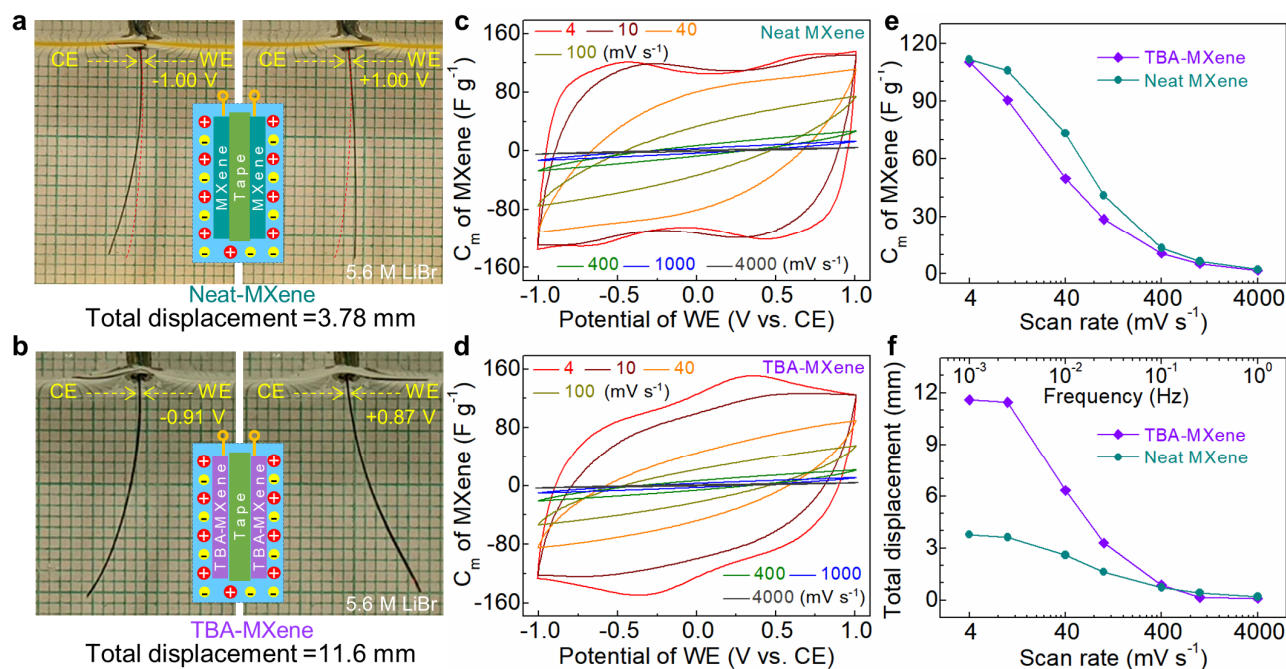 a
CE
WE
-1.00 V
+1.00 V
MXene
Tape
MXene
5.6 M LiBr
Neat-MXene
Total displacement =3.78 mm
b
CE
WE
-0.91 V
+0.87 V
TBA-MXene
Tape
TBA-MXene
5.6 M LiBr
TBA-MXene
Total displacement =11.6 mm
c
4 10 40 Neat MXene
100 (mV s⁻¹)
Cₘ of MXene (F g⁻¹)
160
80
0
-80
-160
400 1000 4000 (mV s⁻¹)
-1.0 -0.5 0.0 0.5 1.0
Potential of WE (V vs. CE)
d
4 10 40 TBA-MXene
100 (mV s⁻¹)
Cₘ of MXene (F g⁻¹)
160
80
0
-80
-160
400 1000
4000 (mV s⁻¹)
-1.0 -0.5 0.0 0.5 1.0
Potential of WE (V vs. CE)
e
Cₘ of MXene (F g⁻¹)
120
90
60
30
0
TBA-MXene
Neat MXene
4 40 400 4000
Scan rate (mV s⁻¹)
f
Total displacement (mm)
12
9
6
3
0
10⁻³ 10⁻² 10⁻¹ 10⁰
Frequency (Hz)
TBA-MXene
Neat MXene
4 40 400 4000
Scan rate (mV s⁻¹)